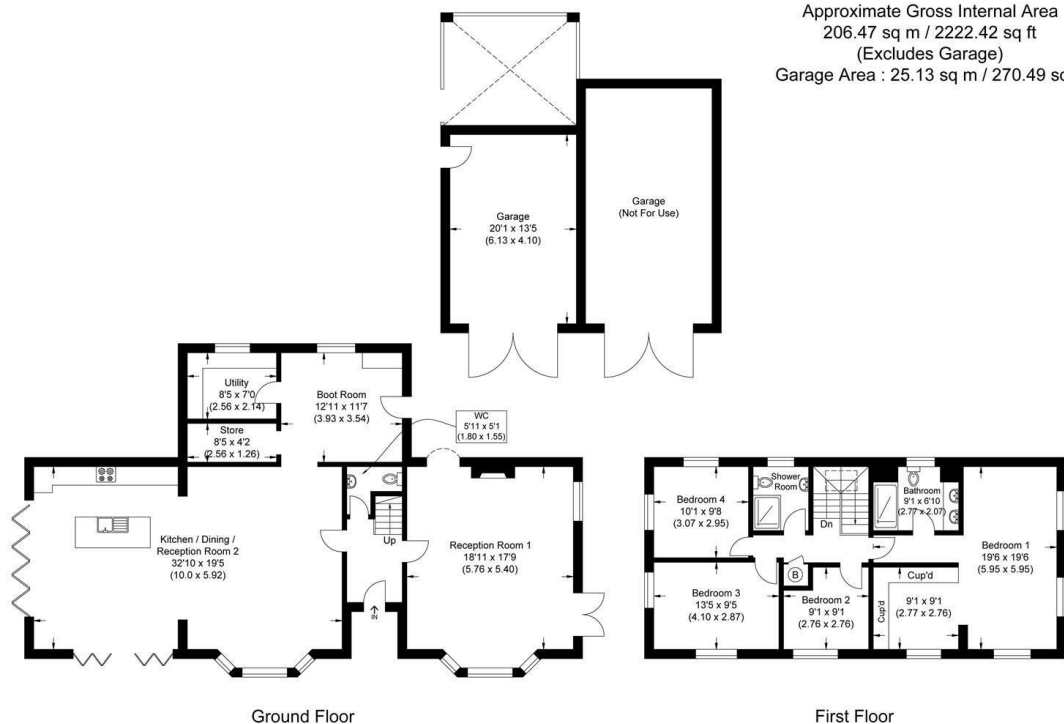 Approximate Gross Internal Area
206.47 sq m / 2222.42 sq ft
(Excludes Garage)
Garage Area : 25.13 sq m / 270.49 sq
Garage
20'1 x 13'5
(6.13 x 4.10)
Garage
(Not For Use)
Utility
8'5 x 7'0
(2.56 x 2.14)
Boot Room
12'11 x 11'7
(3.93 x 3.54)
Store
8'5 x 4'2
(2.56 x 1.26)
WC
5'11 x 5'1
(1.80 x 1.55)
Kitchen / Dining /
Reception Room 2
32'10 x 19'5
(10.0 x 5.92)
Up
IN
Reception Room 1
18'11 x 17'9
(5.76 x 5.40)
Bedroom 4
10'1 x 9'8
(3.07 x 2.95)
Shower
Room
Dn
Bathroom
9'1 x 6'10
(2.77 x 2.07)
Bedroom 1
19'6 x 19'6
(5.95 x 5.95)
Bedroom 3
13'5 x 9'5
(4.10 x 2.87)
B
Bedroom 2
9'1 x 9'1
(2.76 x 2.76)
Cup'd
Cup'd
9'1 x 9'1
(2.77 x 2.76)
Ground Floor
First Floor